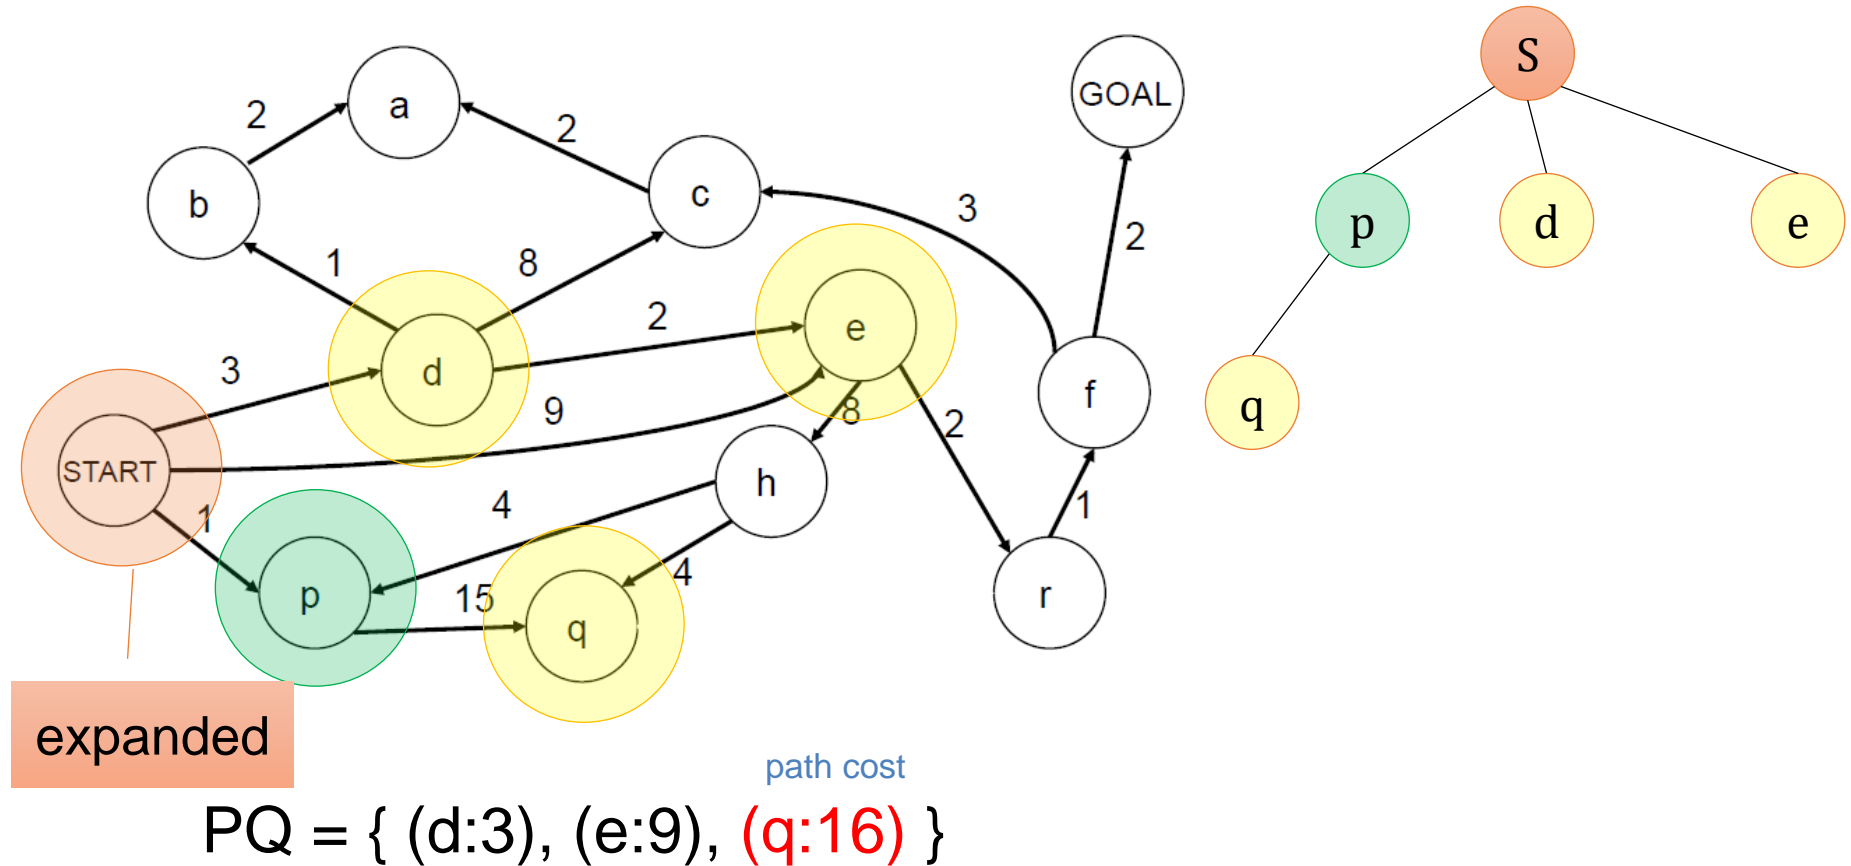 GOAL
S
a
2
2
b
c
3
2
p
d
e
1
8
2
e
3
d
f
9
8
2
q
START
h
1
4
1
4
p
15
q
r
expanded
path cost
PQ = { (d:3), (e:9), (q:16) }